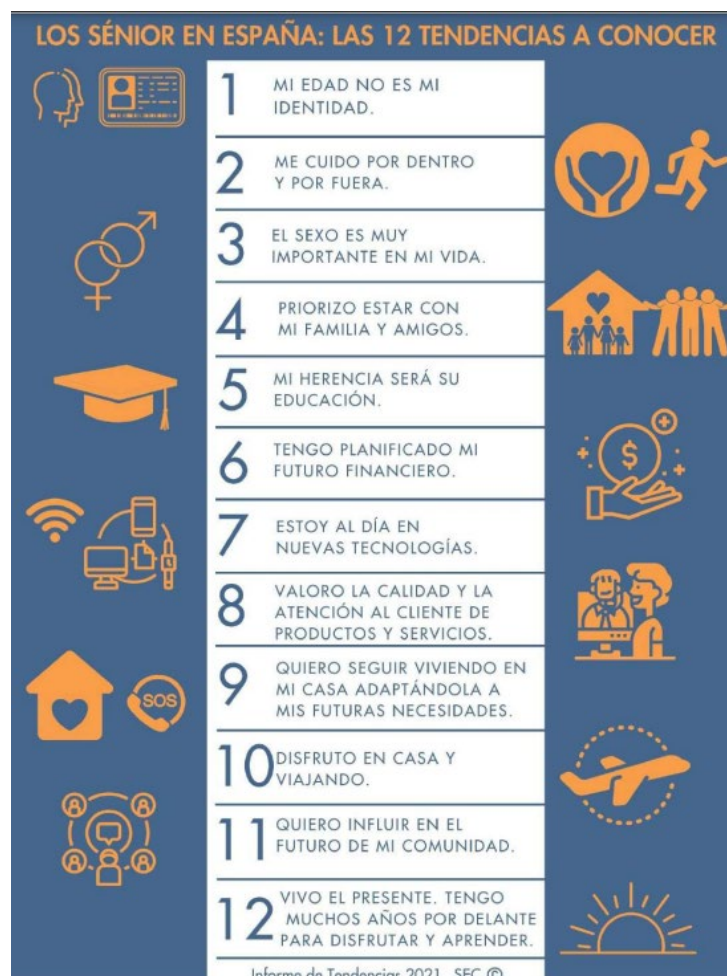 LOS SÉNIOR EN ESPAÑA: LAS 12 TENDENCIAS A CONOCER
1
MI EDAD NO ES MI
IDENTIDAD.
2
ME CUIDO POR DENTRO
Y POR FUERA.
3
EL SEXO ES MUY
IMPORTANTE EN MI VIDA.
4
PRIORIZO ESTAR CON
MI FAMILIA Y AMIGOS.
5
MI HERENCIA SERÁ SU
EDUCACIÓN.
6
TENGO PLANIFICADO MI
FUTURO FINANCIERO.
$
7
ESTOY AL DÍA EN
NUEVAS TECNOLOGÍAS.
8
VALORO LA CALIDAD Y LA
ATENCIÓN AL CLIENTE DE
PRODUCTOS Y SERVICIOS.
9
QUIERO SEGUIR VIVIENDO EN
MI CASA ADAPTÁNDOLA A
MIS FUTURAS NECESIDADES.
SOS
10
DISFRUTO EN CASA Y
VIAJANDO.
11
QUIERO INFLUIR EN EL
FUTURO DE MI COMUNIDAD.
12
VIVO EL PRESENTE. TENGO
MUCHOS AÑOS POR DELANTE
PARA DISFRUTAR Y APRENDER.
Informe de Tendencias 2021. SEC ©